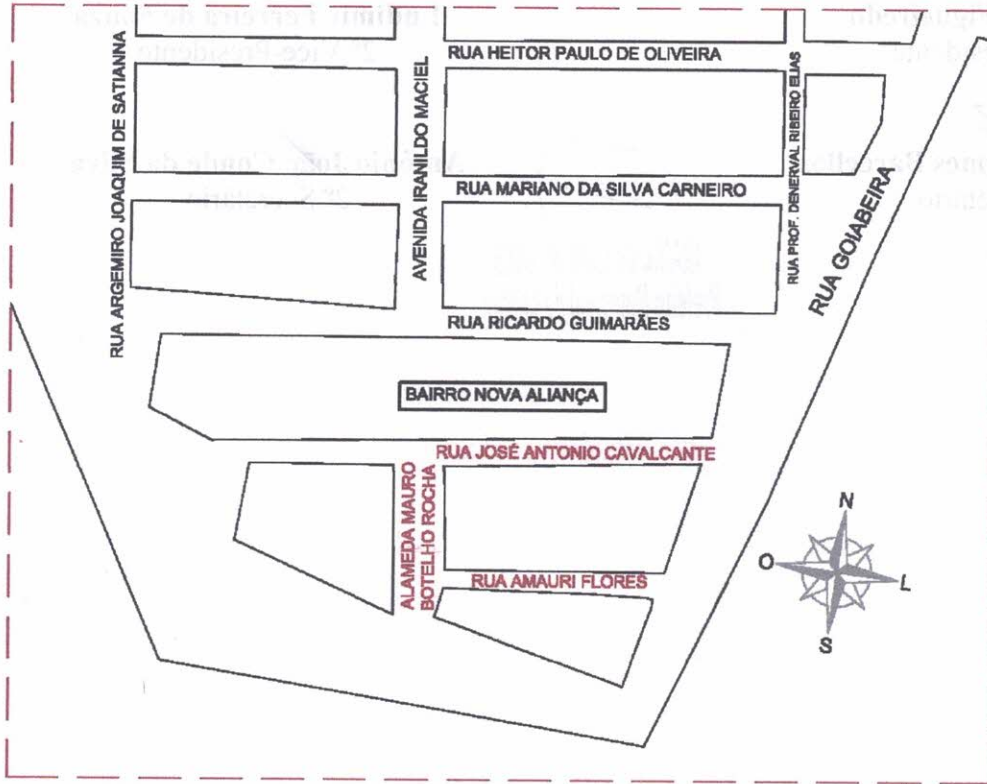 RUA HEITOR PAULO DE OLIVEIRA
RUA ARGEMIRO JOAQUIM DE SATIANNA
AVENIDA IRANILDO MACIEL
RUA PROF. DENERVAL RIBEIRO ELIAS
RUA MARIANO DA SILVA CARNEIRO
RUA GOIABEIRA
RUA RICARDO GUIMARÃES
BAIRRO NOVA ALIANÇA
RUA JOSÉ ANTONIO CAVALCANTE
ALAMEDA MAURO
BOTELHO ROCHA
RUA AMAURI FLORES
N
O
L
S